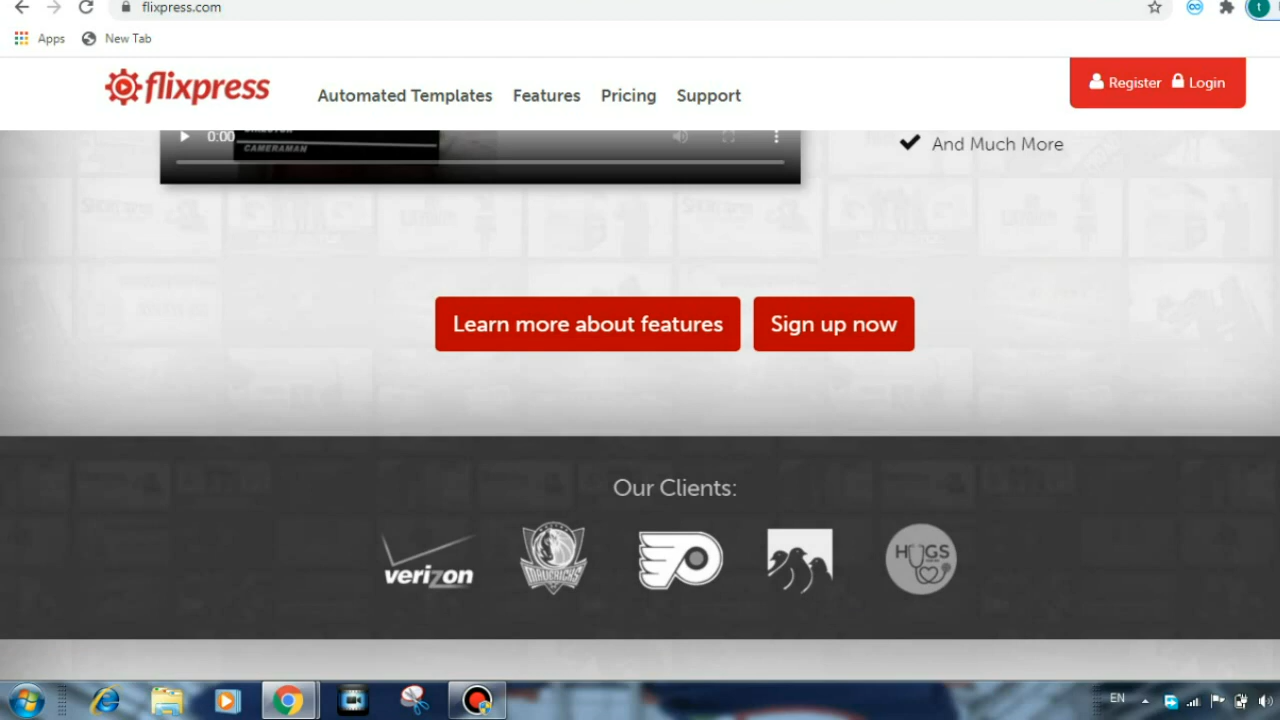 flixpress.com
t
Apps
New Tab
flixpress
Automated Templates
Features
Pricing
Support
Register
Login
0:00
DIRECTOR
CAMERAMAN
And Much More
Learn more about features
Sign up now
Our Clients:
verizon
MAVERICKS
HUGS
EN